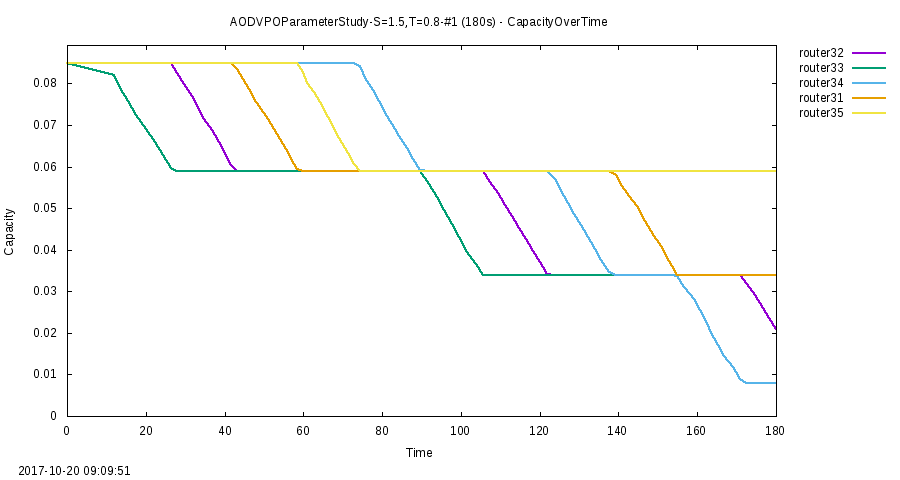 AODVPOParameterStudy-S=1.5,T=0.8-#1 (180s) - CapacityOverTime
router32
router33
router34
router31
router35
0.08
0.07
0.06
0.05
0.04
0.03
0.02
0.01
0
Capacity
0 20 40 60 80 100 120 140 160 180
Time
2017-10-20 09:09:51